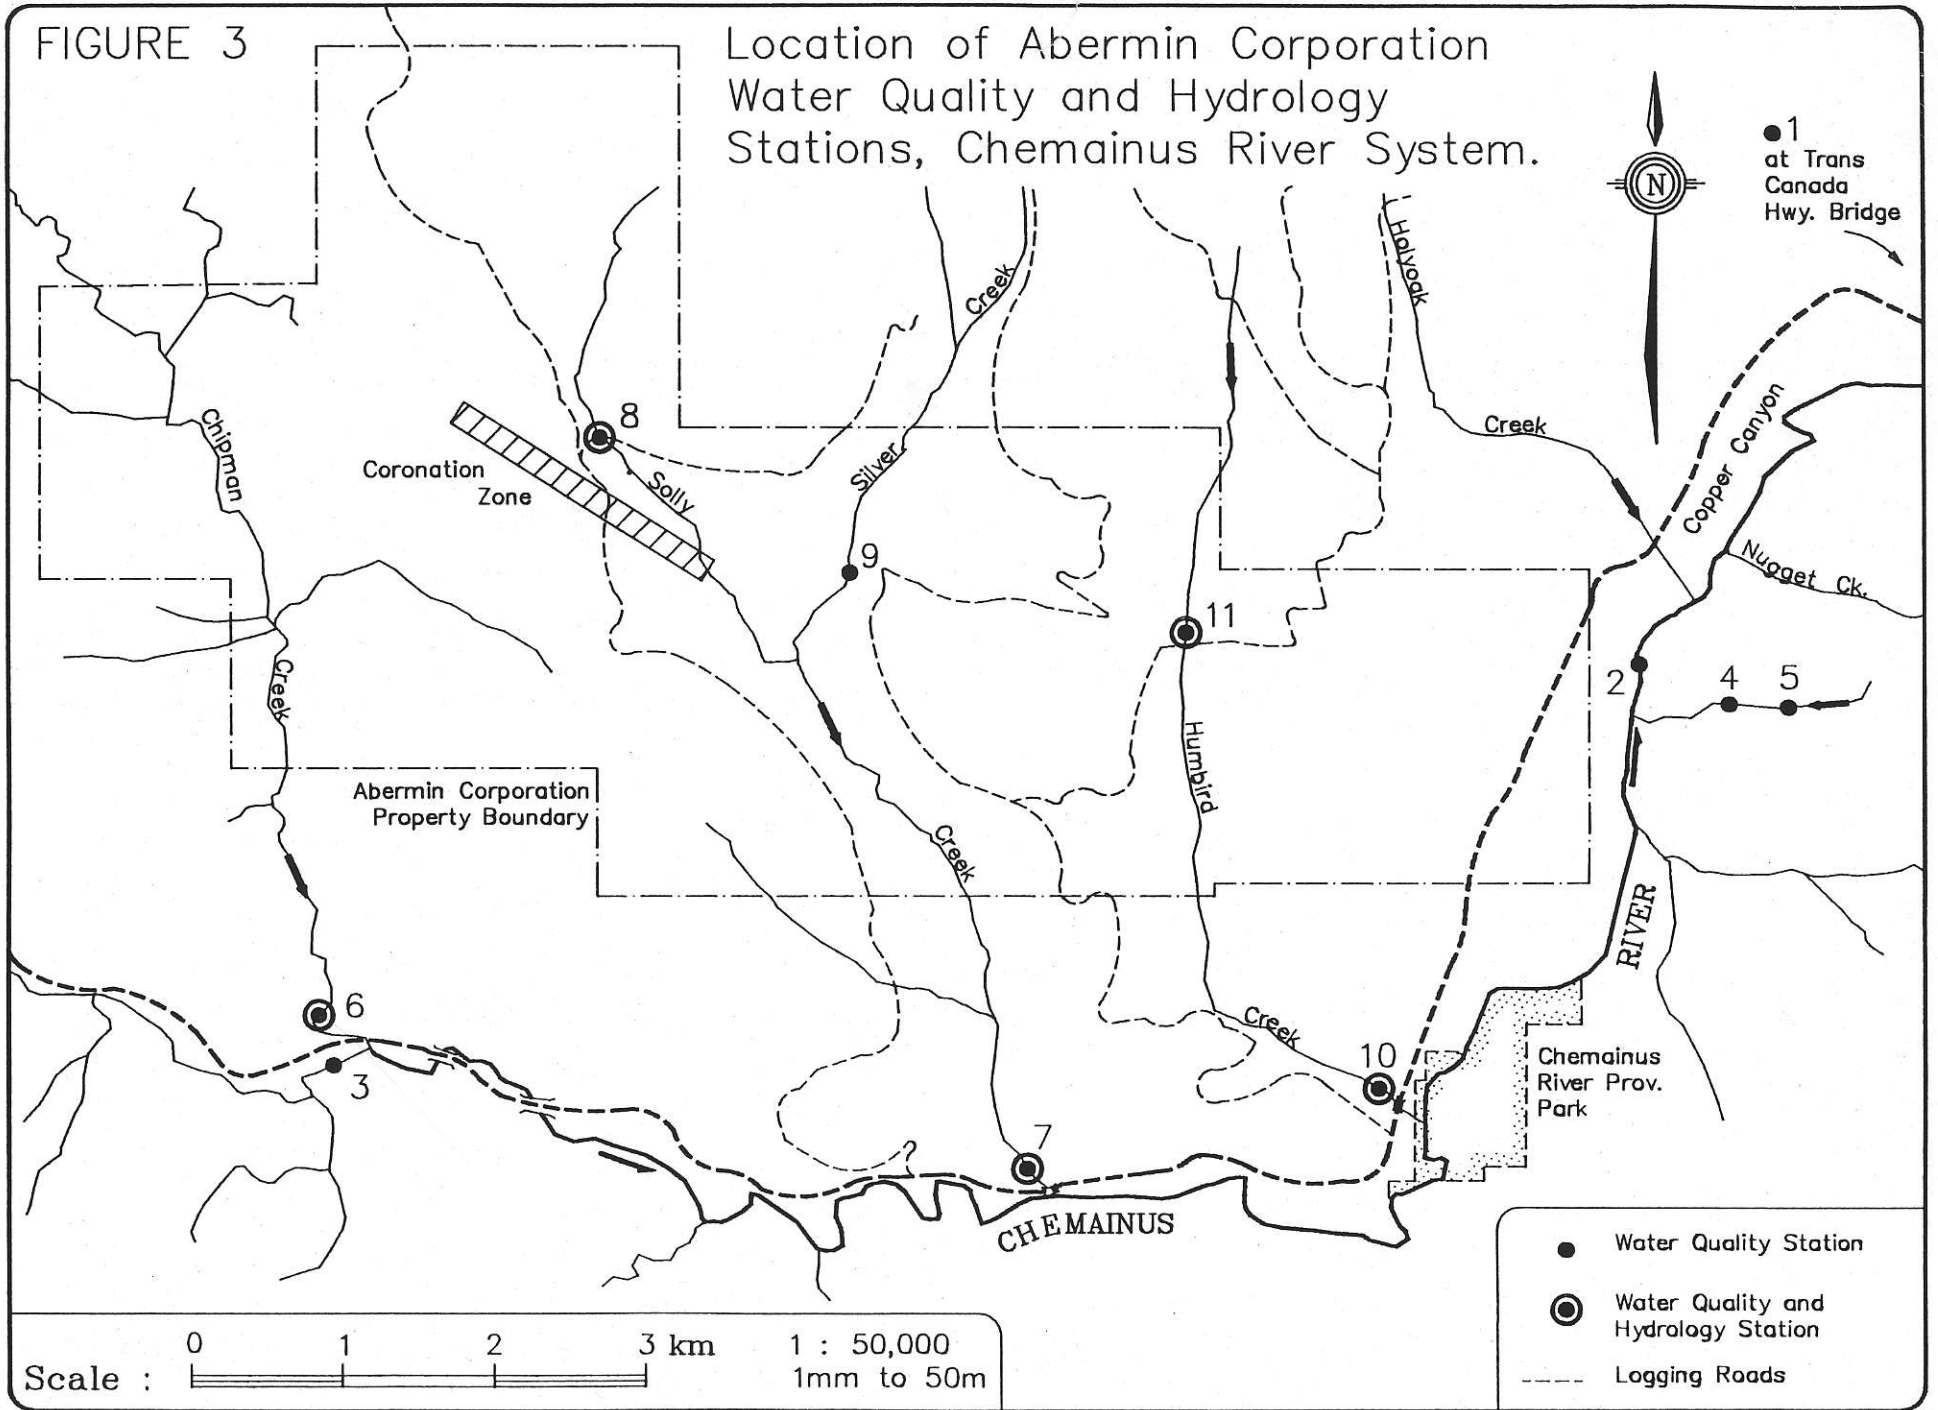 FIGURE 3
Location of Abermin Corporation
Water Quality and Hydrology
Stations, Chemainus River System.
N
1
at Trans
Canada
Hwy. Bridge
Holyoak
Creek
Creek
Copper Canyon
Chipman
8
Coronation
Zone
Solly
Silver
9
Nugget Ck.
11
2
4
5
Creek
Humbird
Abermin Corporation
Property Boundary
Creek
RIVER
6
3
Creek
10
Chemainus
River Prov.
Park
7
CHEMAINUS
Water Quality Station
Water Quality and
Hydrology Station
Logging Roads
0 1 2 3 km 1 : 50,000
Scale : 1mm to 50m